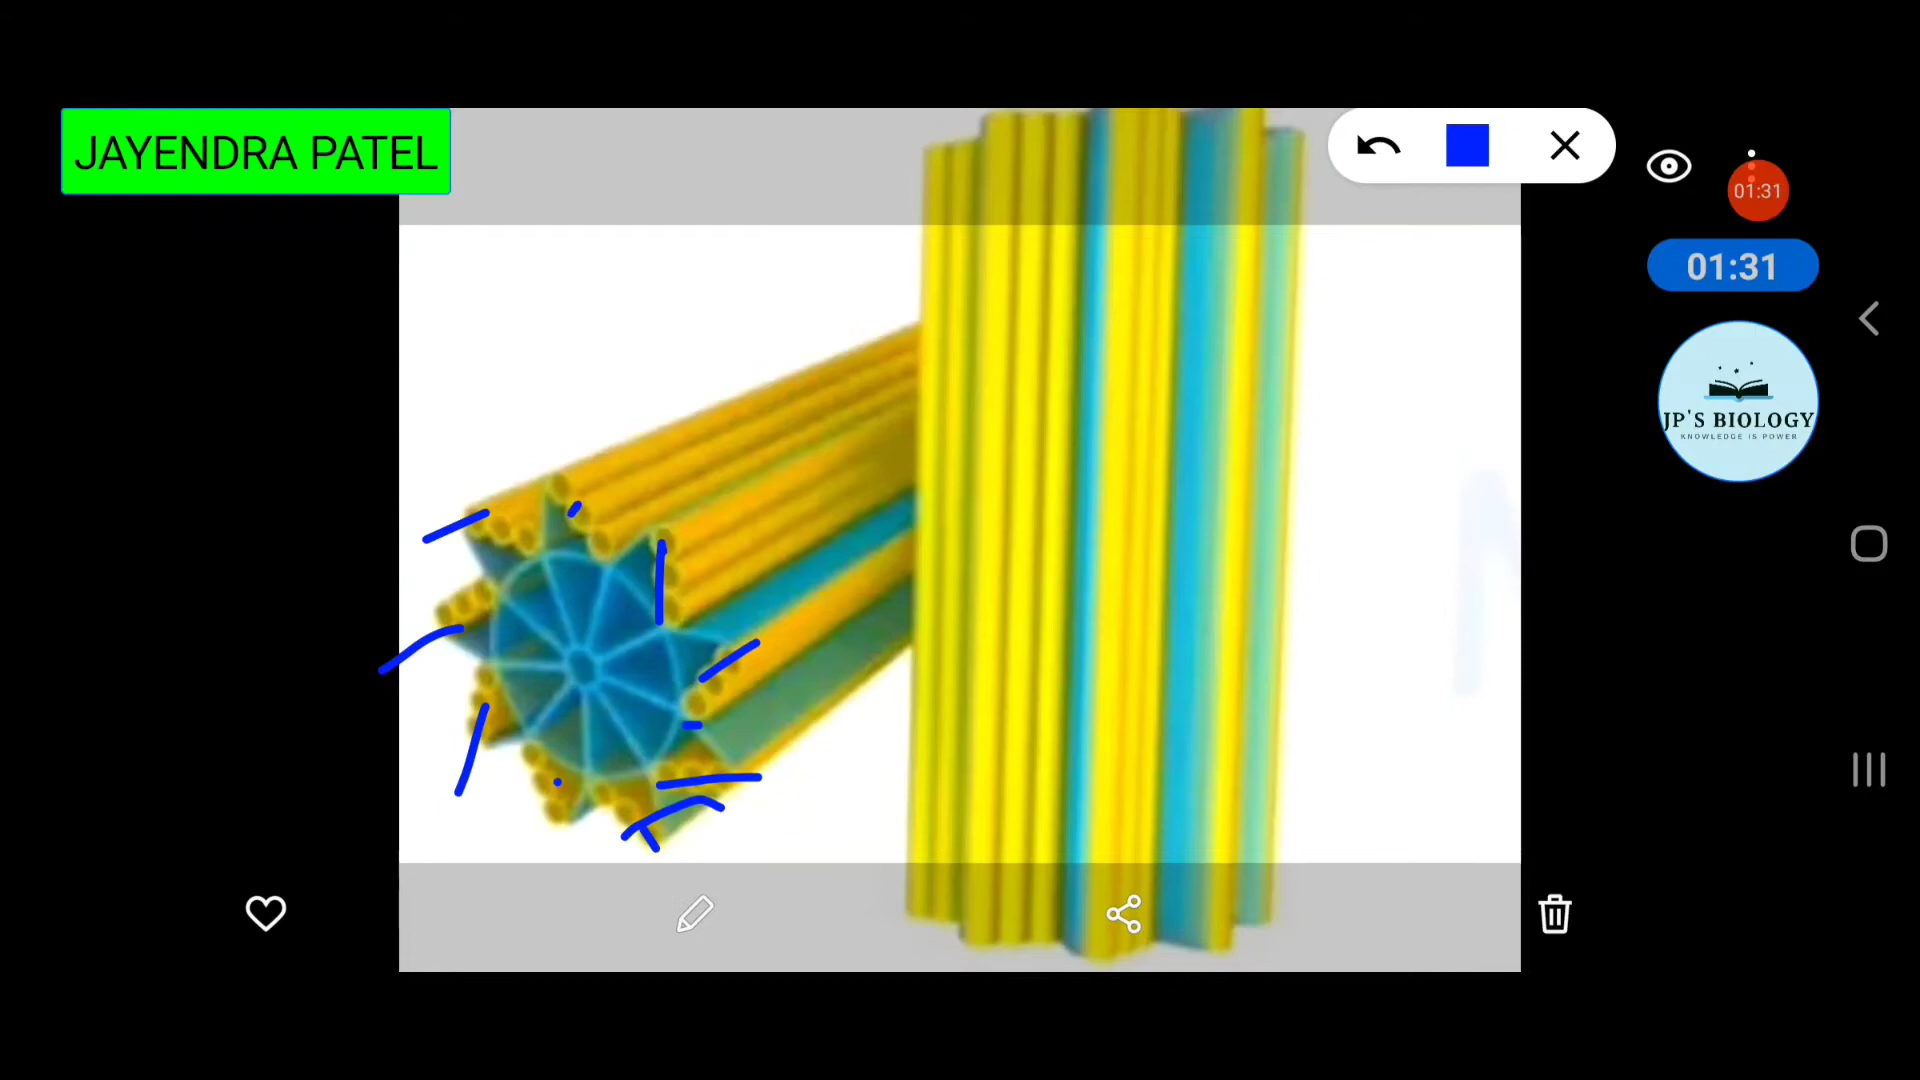 JAYENDRA PATEL
01:31
01:31
JP'S BIOLOGY
KNOWLEDGE IS POWER